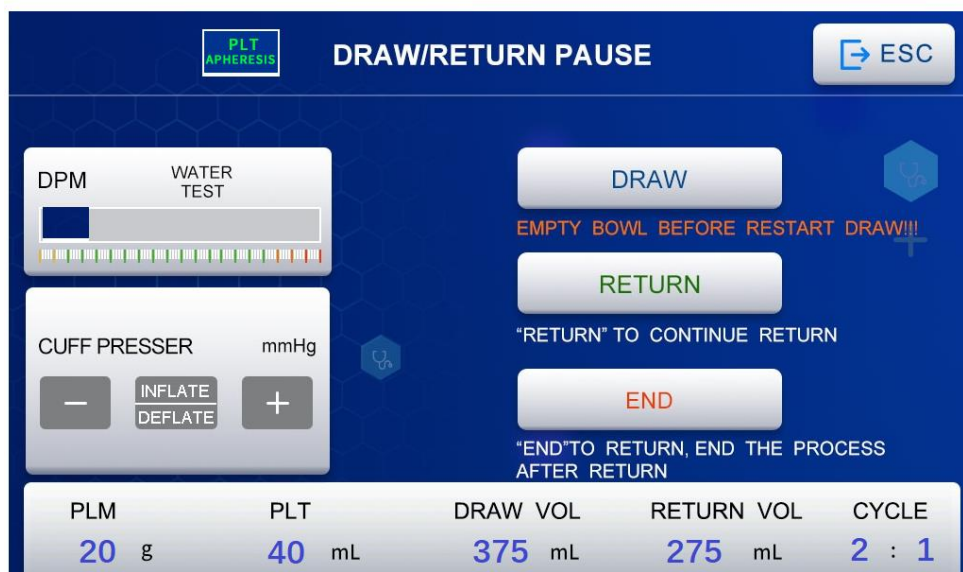 PLT
APHERESIS
DRAW/RETURN PAUSE
ESC
DPM
WATER
TEST
CUFF PRESSER mmHg
− INFLATE +
DEFLATE
DRAW
EMPTY BOWL BEFORE RESTART DRAW!!!
RETURN
“RETURN” TO CONTINUE RETURN
END
“END”TO RETURN, END THE PROCESS
AFTER RETURN
PLM PLT DRAW VOL RETURN VOL CYCLE
20 g 40 mL 375 mL 275 mL 2 : 1